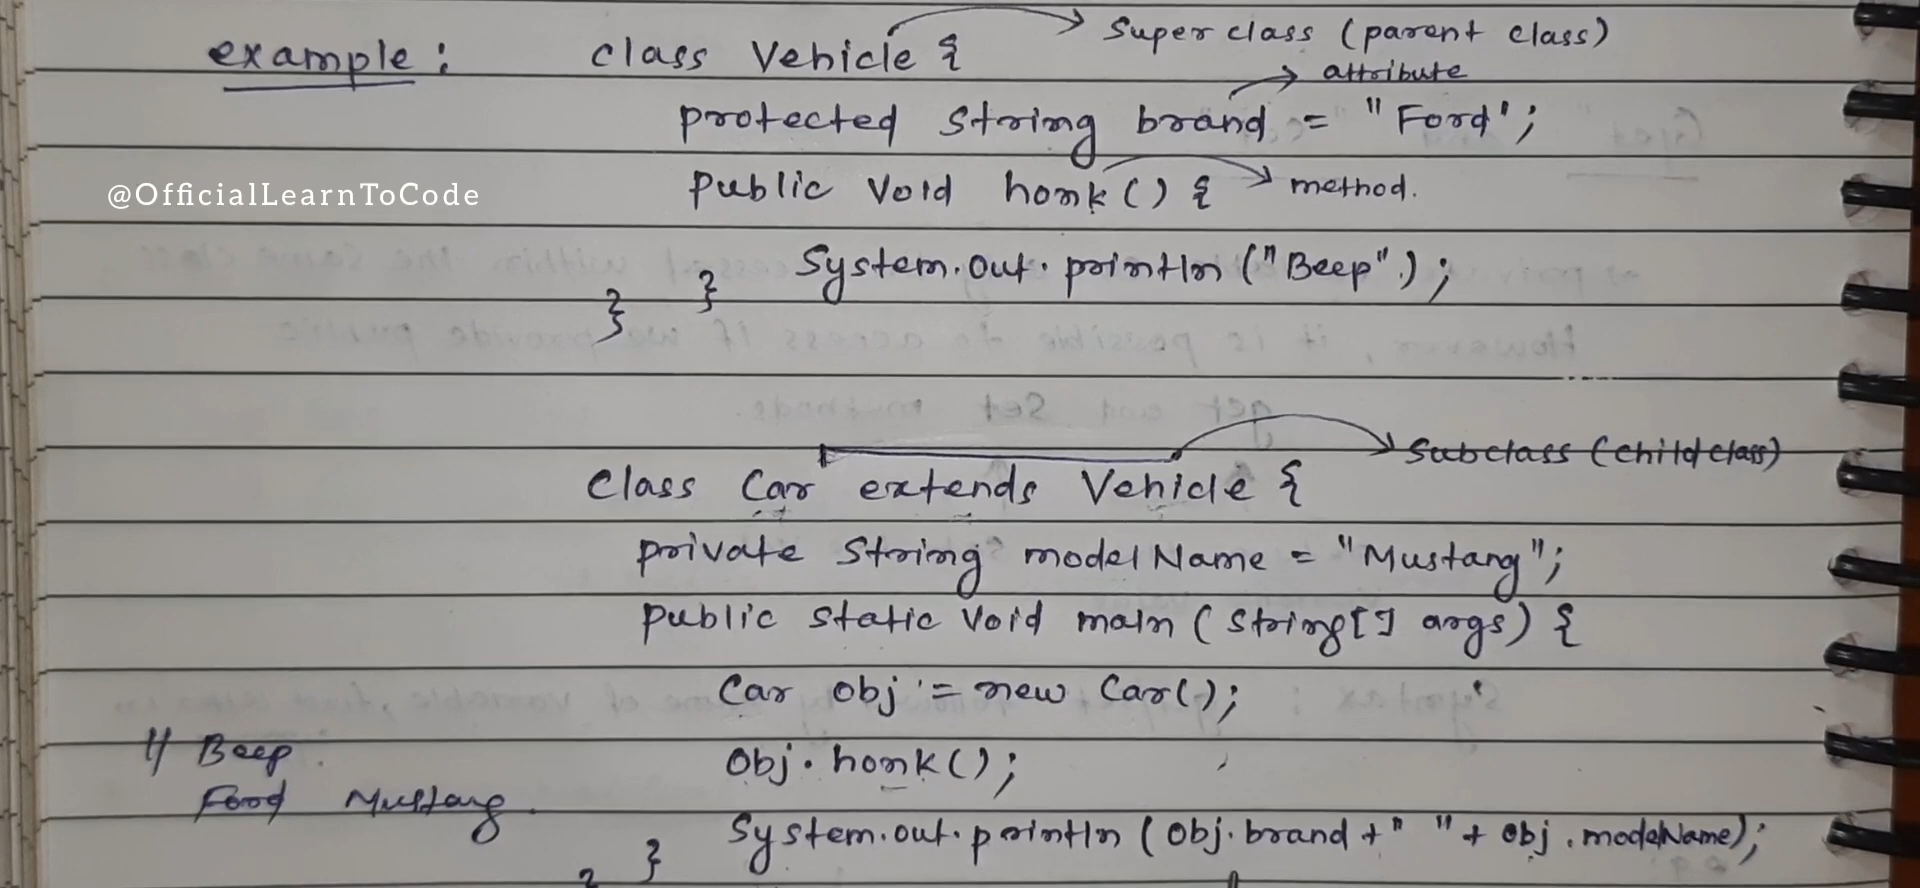 example : class Vehicle { → Superclass (parent class)
→ attribute
protected String brand = "Ford';
@OfficialLearnToCode
public void honk () { → method.
System.out.println ("Beep".);
}
}
class Car extends Vehicle { → Subclass (child class)
private String modelName = "Mustang";
public static void main (String[] args) {
Car obj = new Car();
// Beep.
obj.honk();
Ford Mustang.
System.out.println (obj.brand +" "+ obj.modelName);
}
}